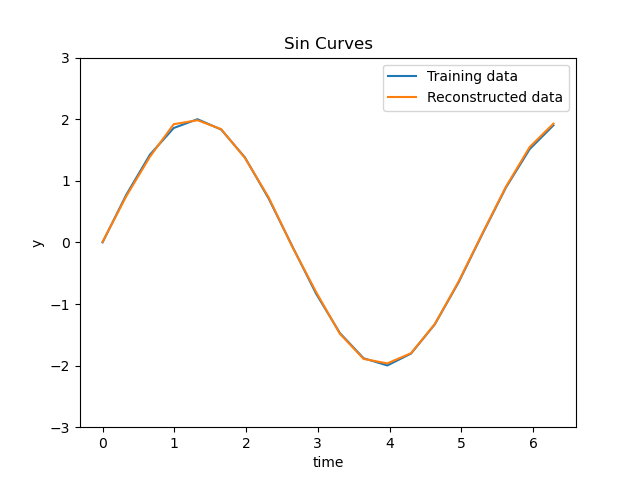 Sin Curves
Training data
Reconstructed data
3
2
1
0
−1
−2
−3
y
0 1 2 3 4 5 6
time